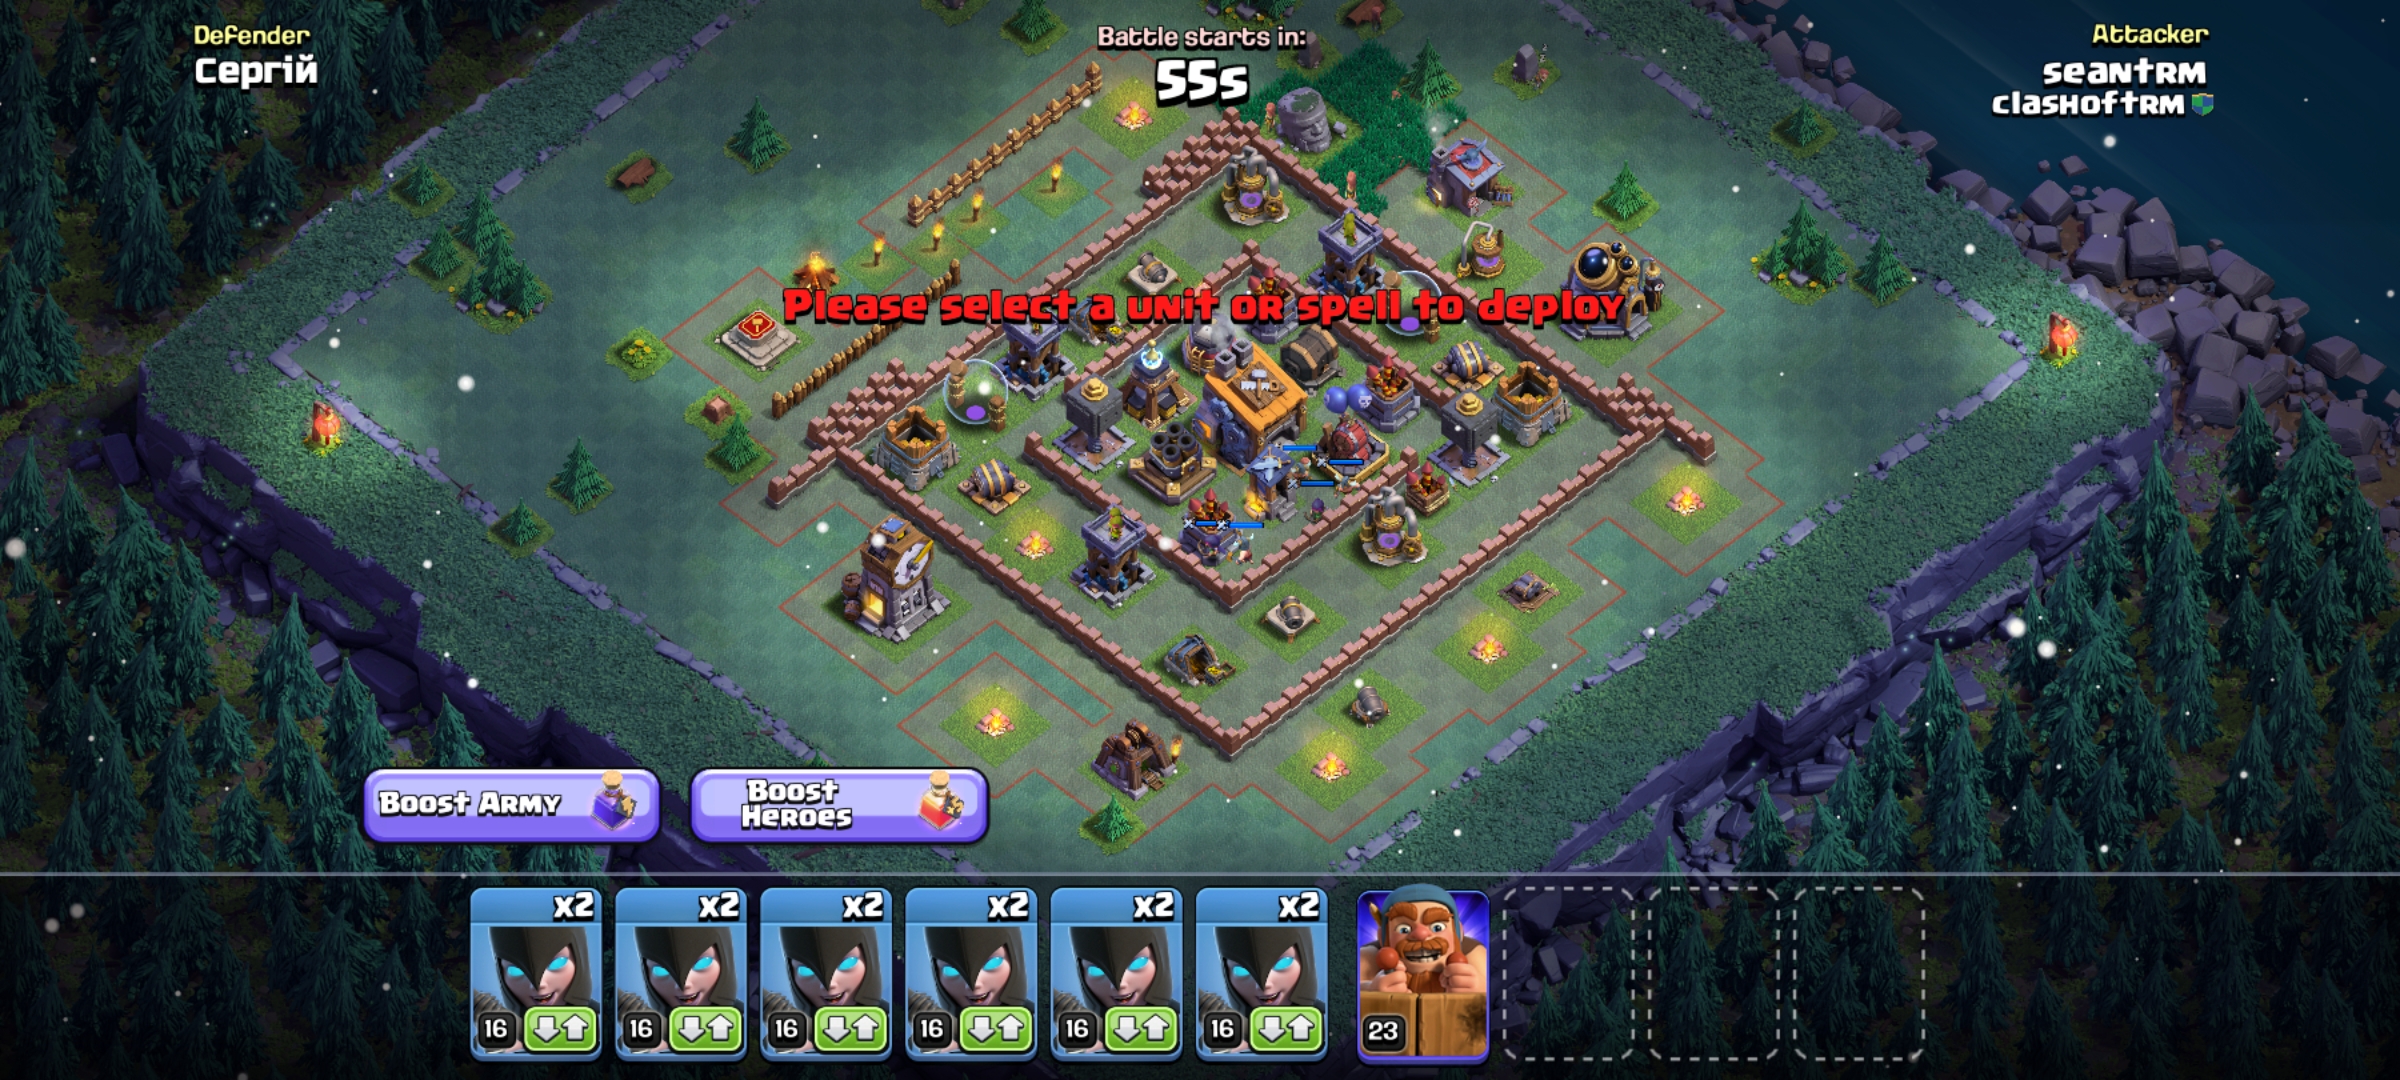 Defender
Сергій
Battle starts in:
55s
Attacker
seantRM
clashoftRM
Please select a unit or spell to deploy
Boost Army
Boost
Heroes
x2
x2
x2
x2
x2
x2
16
16
16
16
16
16
23